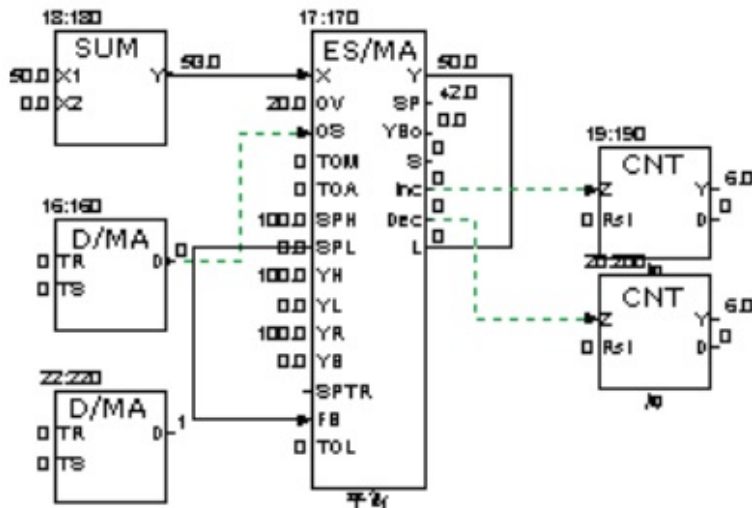 18:180
SUM
50.0 X1 Y 50.0
0.0 X2
16:160
D/MA
0 TR D 0
0 TS
22:220
D/MA
0 TR D 1
0 TS
17:170
ES/MA
X Y 50.0
20.0 OV SP 42.0
OS YBo 0.0
0 TOM S 0
0 TOA Inc 0
100.0 SPH Dec 0
0.0 SPL L 0
100.0 YH
0.0 YL
100.0 YR
0.0 YB
SPTR
FB
0 TOL
平衡
19:190
CNT
Z Y 6.0
0 Rst D 0
20:200
CNT
Z Y 6.0
0 Rst D 0